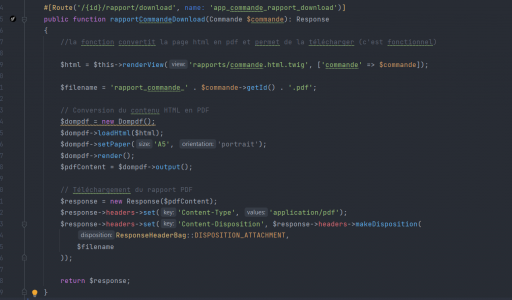 #[Route('/{id}/rapport/download', name: 'app_commande_rapport_download')]
public function rapportCommandeDownload(Commande $commande): Response
{
//la fonction convertit la page html en pdf et permet de la télécharger (c'est fonctionnel)
$html = $this->renderView( view: 'rapports/commande.html.twig', ['commande' => $commande]);
$filename = 'rapport_commande_' . $commande->getId() . '.pdf';
// Conversion du contenu HTML en PDF
$dompdf = new Dompdf();
$dompdf->loadHtml($html);
$dompdf->setPaper( size: 'A5', orientation: 'portrait');
$dompdf->render();
$pdfContent = $dompdf->output();
// Téléchargement du rapport PDF
$response = new Response($pdfContent);
$response->headers->set( key: 'Content-Type', values: 'application/pdf');
$response->headers->set( key: 'Content-Disposition', $response->headers->makeDisposition(
disposition: ResponseHeaderBag::DISPOSITION_ATTACHMENT,
$filename
));
return $response;
}